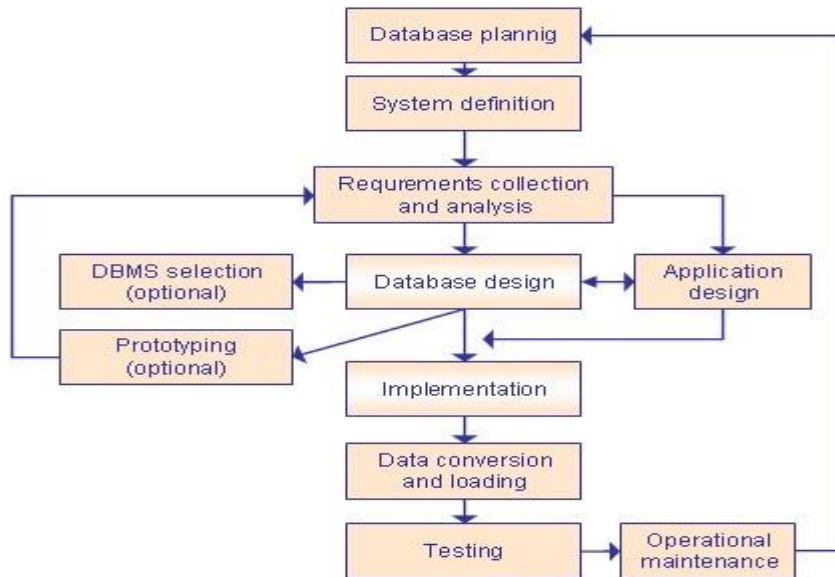 Database plannig
System definition
Requrements collection
and analysis
DBMS selection
(optional)
Database design
Application
design
Prototyping
(optional)
Implementation
Data conversion
and loading
Testing
Operational
maintenance